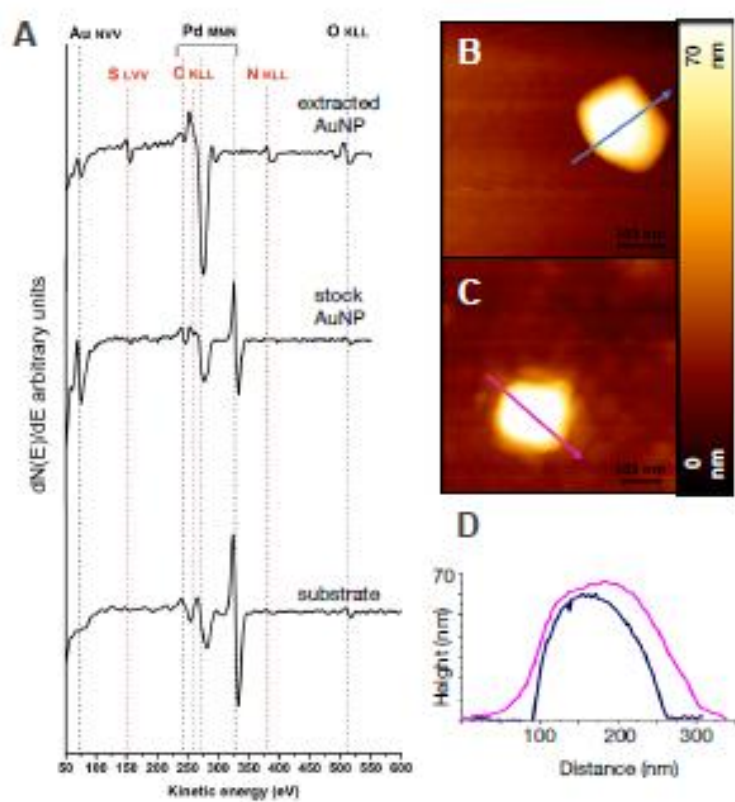 A
Au NVV
Pd MNN
O KLL
S LVV
C KLL
N KLL
extracted
AuNP
stock
AuNP
substrate
dN(E)/dE arbitrary units
50 100 150 200 250 300 350 400 450 500 550 600
Kinetic energy (eV)
B
C
70
nm
0
nm
D
70
Height (nm)
100 200 300
Distance (nm)